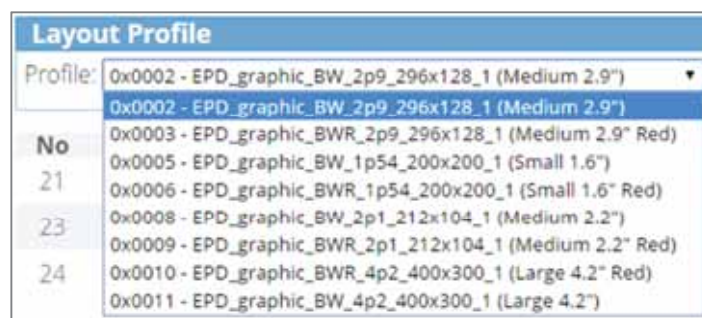 Layout Profile
Profile: 0x0002 - EPD_graphic_BW_2p9_296x128_1 (Medium 2.9")
0x0002 - EPD_graphic_BW_2p9_296x128_1 (Medium 2.9")
0x0003 - EPD_graphic_BWR_2p9_296x128_1 (Medium 2.9" Red)
No
0x0005 - EPD_graphic_BW_1p54_200x200_1 (Small 1.6")
21
0x0006 - EPD_graphic_BWR_1p54_200x200_1 (Small 1.6" Red)
0x0008 - EPD_graphic_BW_2p1_212x104_1 (Medium 2.2")
23
0x0009 - EPD_graphic_BWR_2p1_212x104_1 (Medium 2.2" Red)
24
0x0010 - EPD_graphic_BWR_4p2_400x300_1 (Large 4.2" Red)
0x0011 - EPD_graphic_BW_4p2_400x300_1 (Large 4.2")